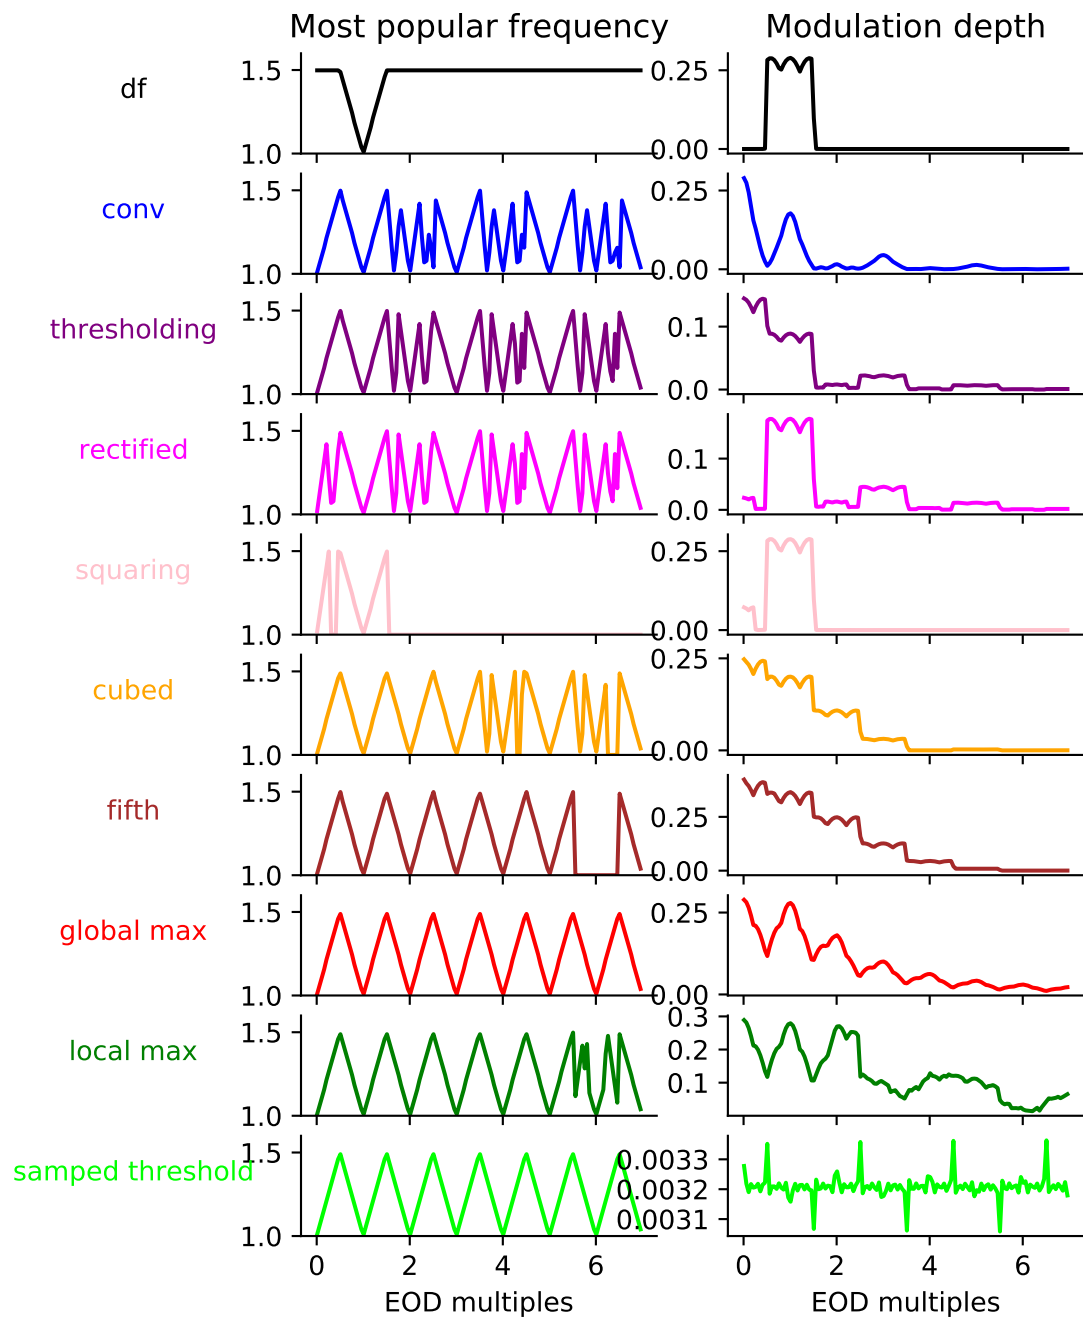 Most popular frequency Modulation depth
df 1.5 1.0 0.25 0.00
conv 1.5 1.0 0.25 0.00
thresholding 1.5 1.0 0.1 0.0
rectified 1.5 1.0 0.1 0.0
squaring 1.5 1.0 0.25 0.00
cubed 1.5 1.0 0.25 0.00
fifth 1.5 1.0 0.25 0.00
global max 1.5 1.0 0.25 0.00
local max 1.5 1.0 0.3 0.2 0.1
samped threshold 1.5 1.0 0.0033 0.0032 0.0031
0 2 4 6 0 2 4 6
EOD multiples EOD multiples